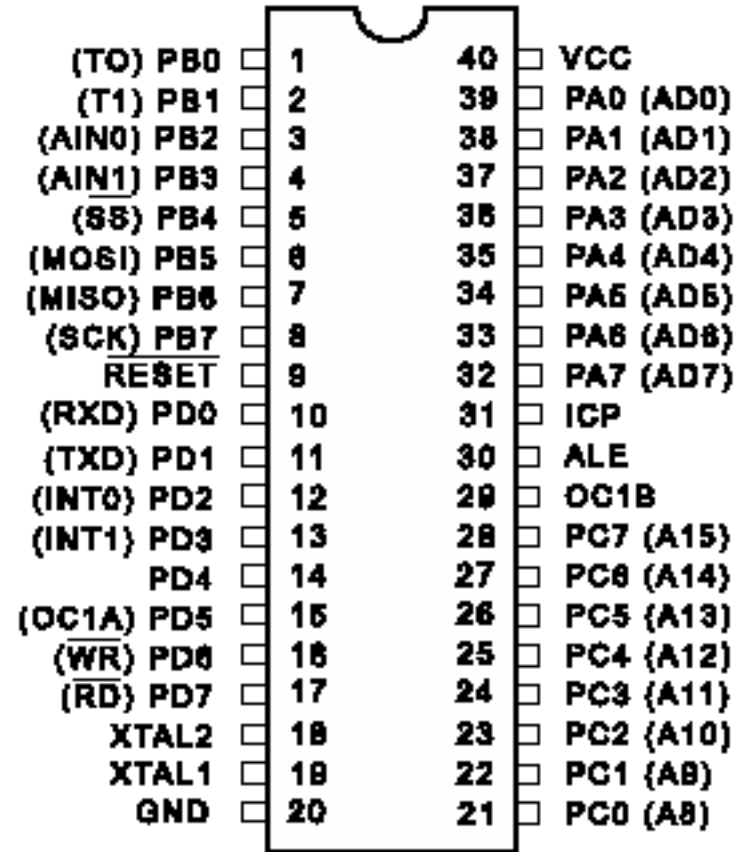 (TO) PB0 1 40 VCC
(T1) PB1 2 39 PA0 (AD0)
(AIN0) PB2 3 38 PA1 (AD1)
(AIN1) PB3 4 37 PA2 (AD2)
(SS) PB4 5 36 PA3 (AD3)
(MOSI) PB5 6 35 PA4 (AD4)
(MISO) PB6 7 34 PA5 (AD5)
(SCK) PB7 8 33 PA6 (AD6)
RESET 9 32 PA7 (AD7)
(RXD) PD0 10 31 ICP
(TXD) PD1 11 30 ALE
(INT0) PD2 12 29 OC1B
(INT1) PD3 13 28 PC7 (A15)
PD4 14 27 PC6 (A14)
(OC1A) PD5 15 26 PC5 (A13)
(WR) PD6 16 25 PC4 (A12)
(RD) PD7 17 24 PC3 (A11)
XTAL2 18 23 PC2 (A10)
XTAL1 19 22 PC1 (A9)
GND 20 21 PC0 (A8)